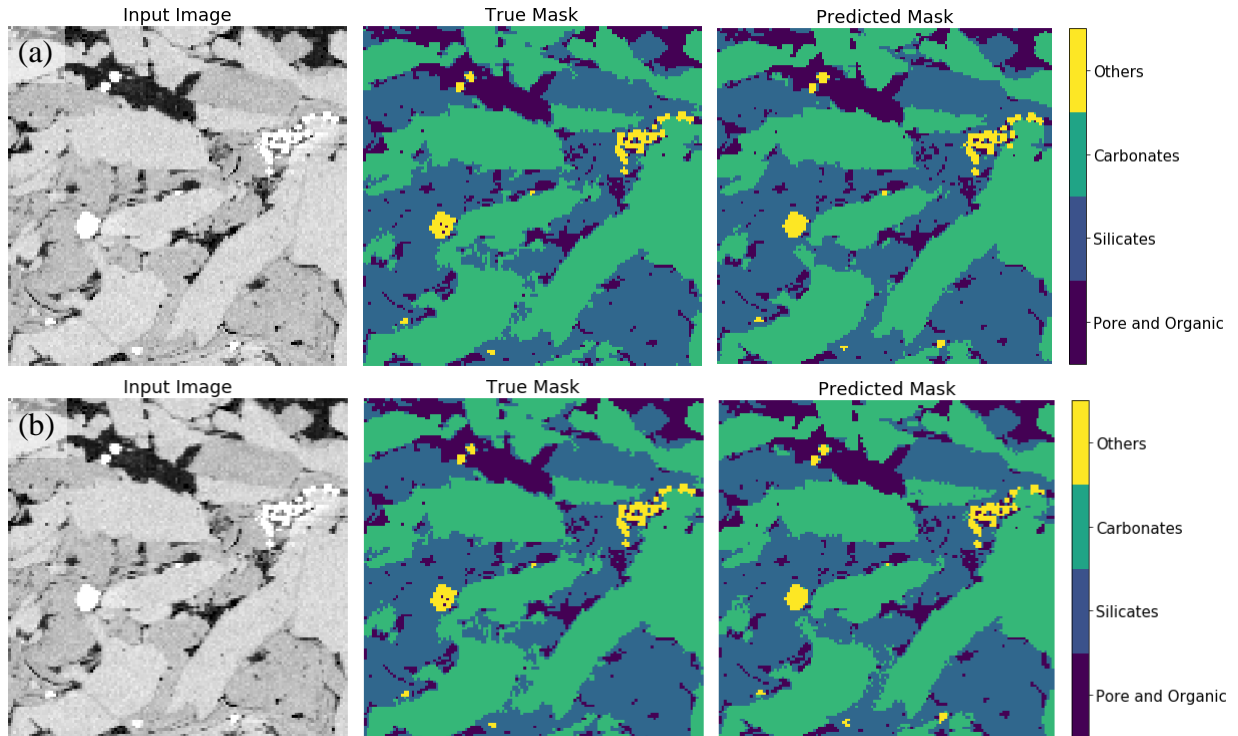 Input Image
True Mask
Predicted Mask
(a)
Others
Carbonates
Silicates
Pore and Organic
Input Image
True Mask
Predicted Mask
(b)
Others
Carbonates
Silicates
Pore and Organic